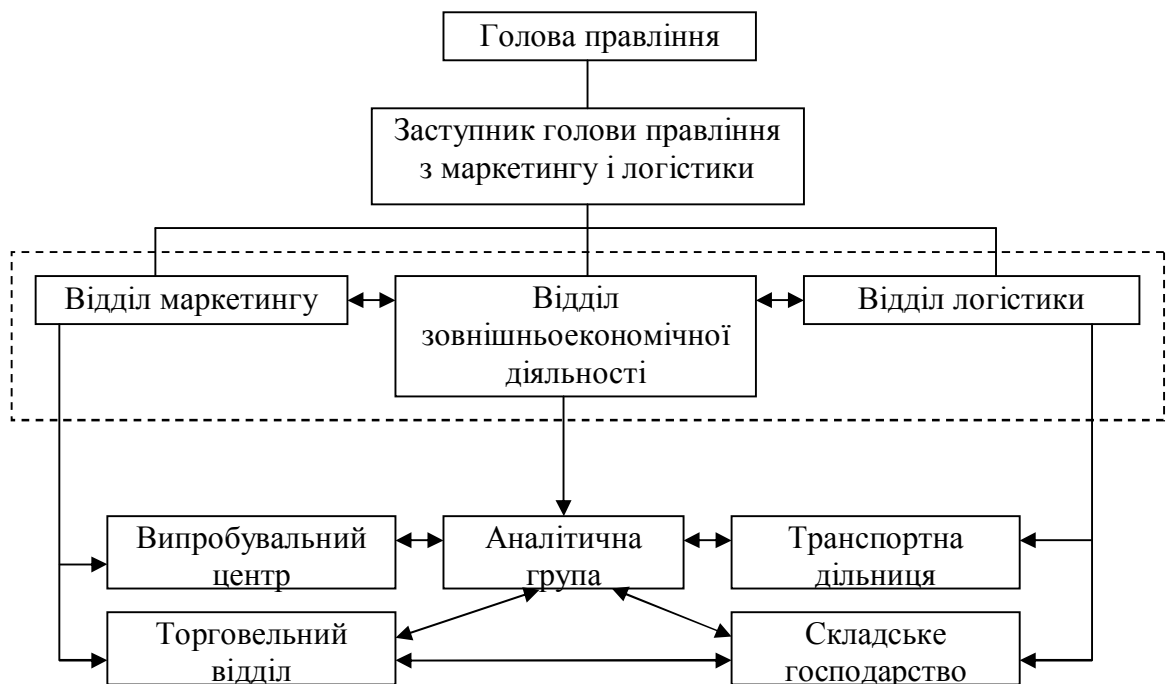 Голова правління
Заступник голови правління
з маркетингу і логістики
Відділ маркетингу
Відділ
зовнішньоекономічної
діяльності
Відділ логістики
Випробувальний
центр
Аналітична
група
Транспортна
дільниця
Торговельний
відділ
Складське
господарство